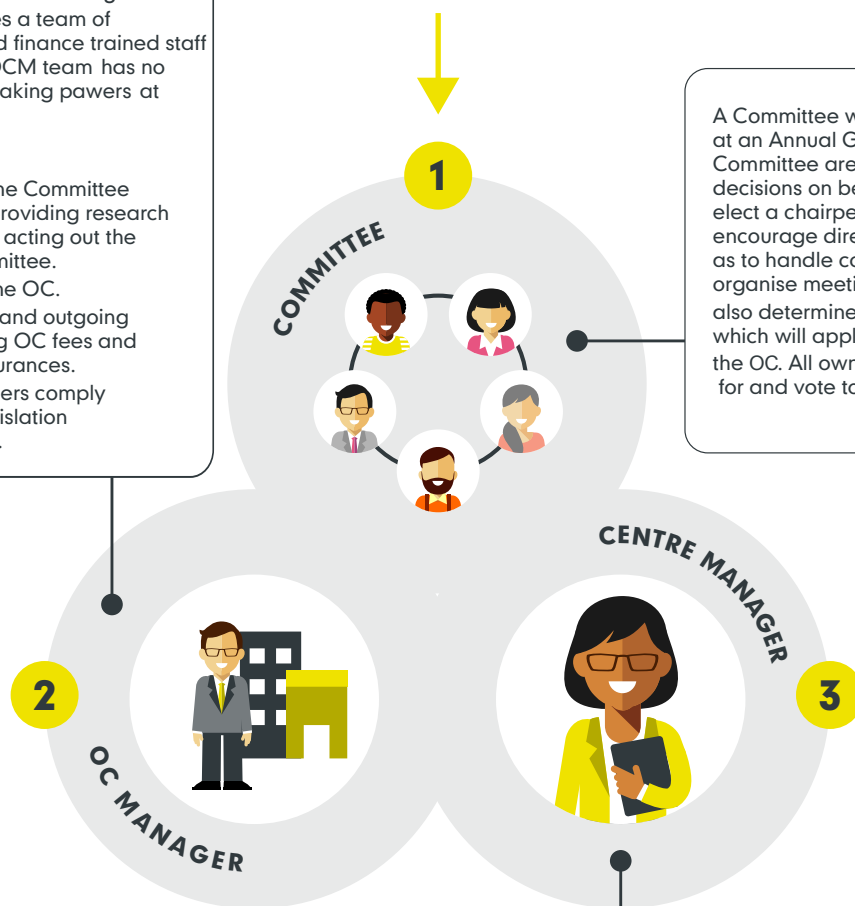 es a team of
d finance trained staff
OCM team has no
aking pawers at
ne Committee
roviding research
acting out the
mittee.
ne OC.
and outgoing
g OC fees and
urances.
ers comply
islation
.
1
COMMITTEE
A Committee w
at an Annual G
Committee are
decisions on be
elect a chairpe
encourage dire
as to handle co
organise meeti
also determine
which will appl
the OC. All own
for and vote to
2
OC MANAGER
CENTRE MANAGER
3